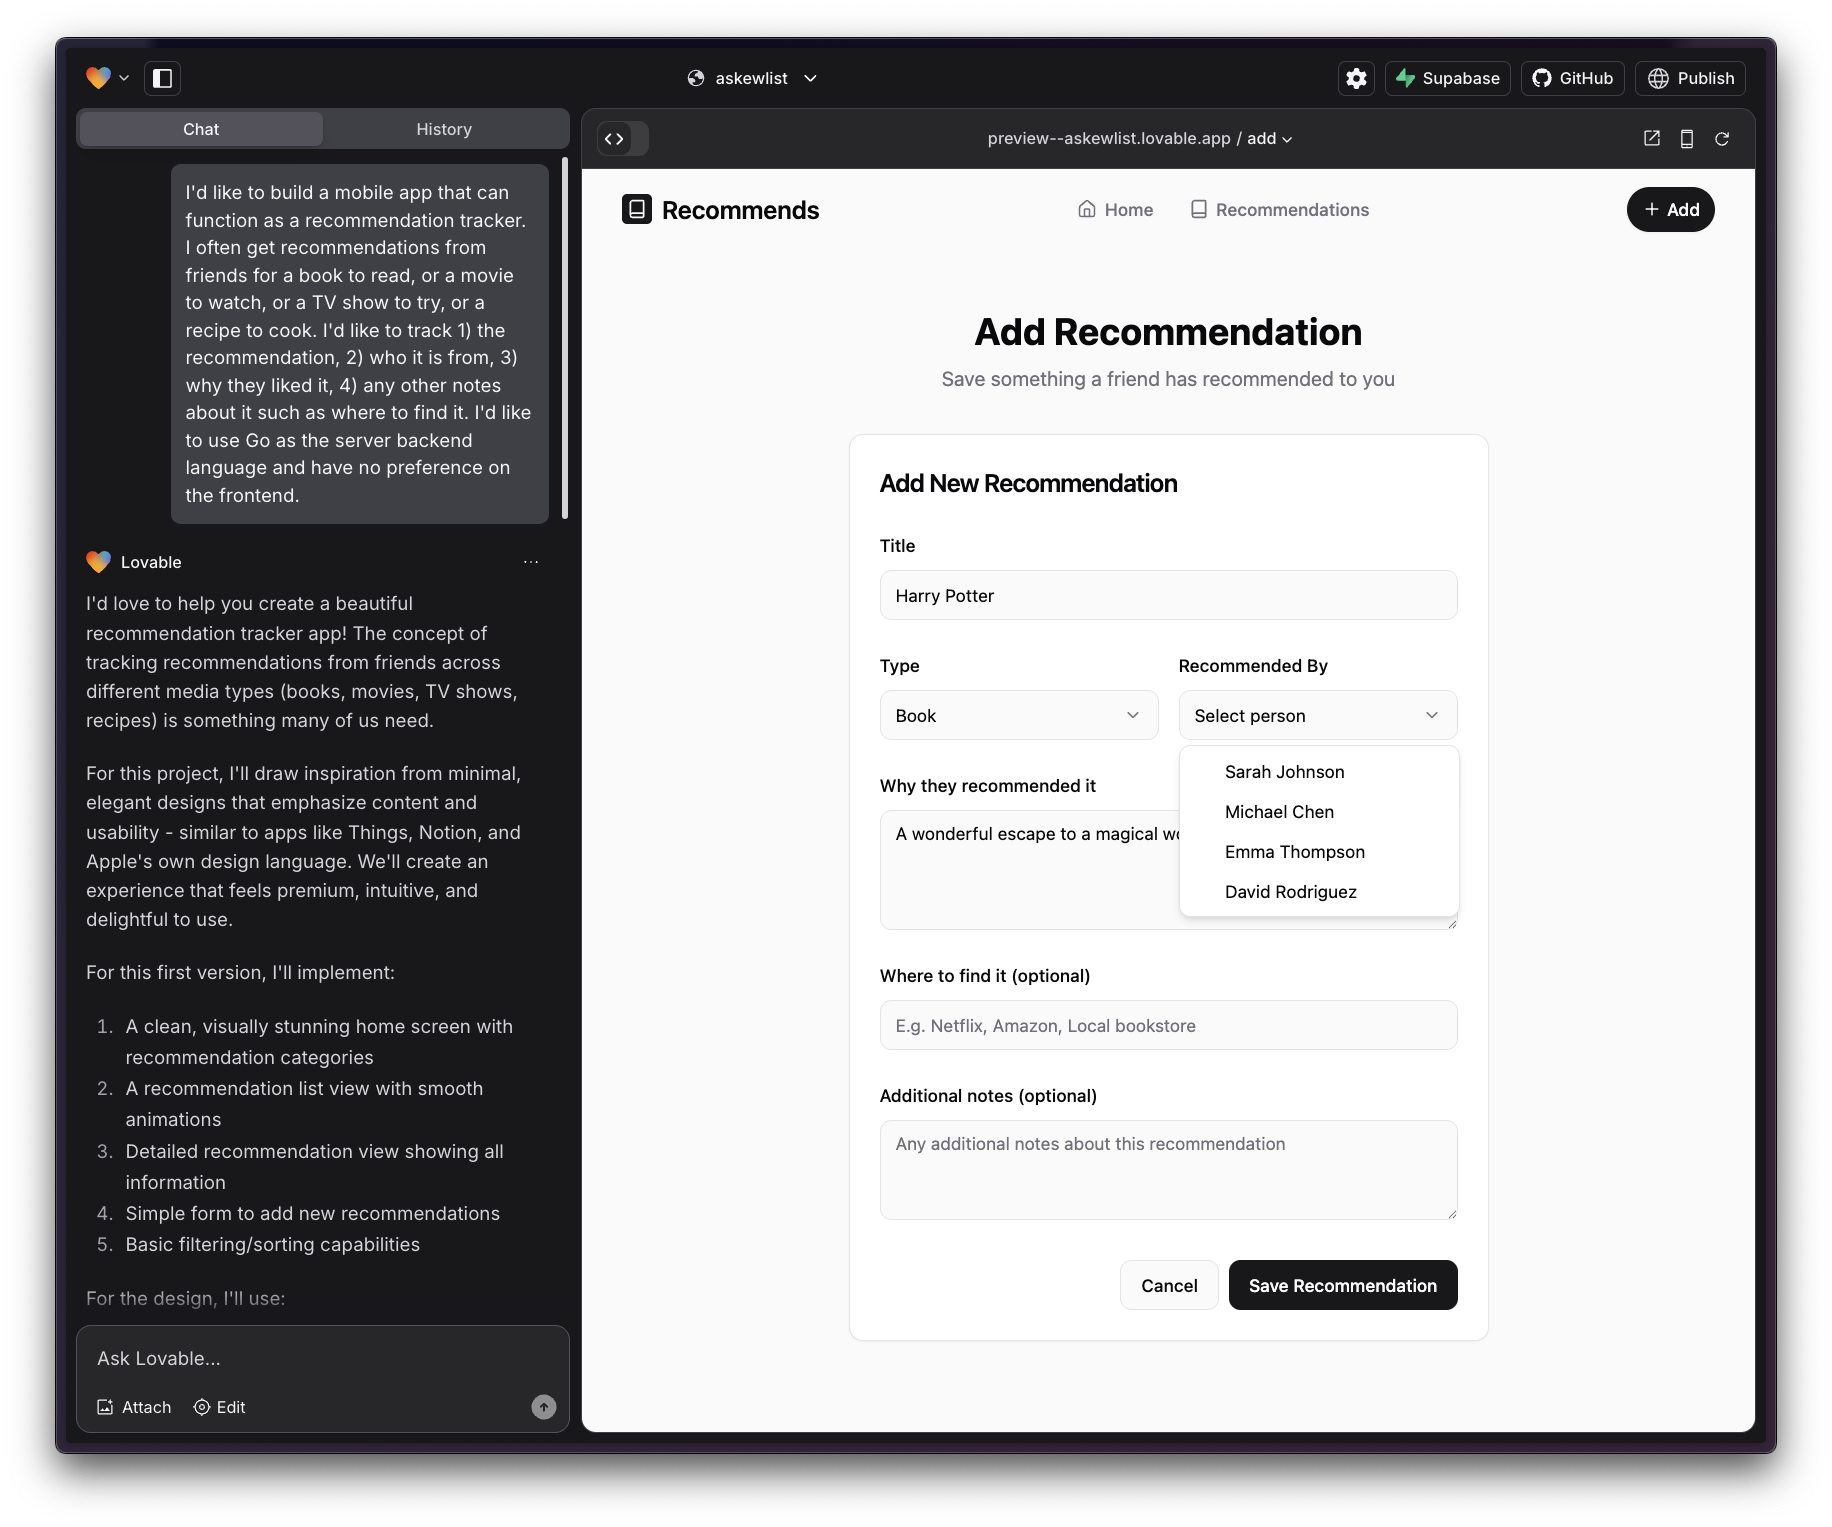 askewlist
Supabase
GitHub
Publish
Chat
History
I'd like to build a mobile app that can
function as a recommendation tracker.
I often get recommendations from
friends for a book to read, or a movie
to watch, or a TV show to try, or a
recipe to cook. I'd like to track 1) the
recommendation, 2) who it is from, 3)
why they liked it, 4) any other notes
about it such as where to find it. I'd like
to use Go as the server backend
language and have no preference on
the frontend.
Lovable
...
I'd love to help you create a beautiful
recommendation tracker app! The concept of
tracking recommendations from friends across
different media types (books, movies, TV shows,
recipes) is something many of us need.
For this project, I'll draw inspiration from minimal,
elegant designs that emphasize content and
usability - similar to apps like Things, Notion, and
Apple's own design language. We'll create an
experience that feels premium, intuitive, and
delightful to use.
For this first version, I'll implement:
1. A clean, visually stunning home screen with
recommendation categories
2. A recommendation list view with smooth
animations
3. Detailed recommendation view showing all
information
4. Simple form to add new recommendations
5. Basic filtering/sorting capabilities
For the design, I'll use:
Ask Lovable...
Attach
Edit
preview--askewlist.lovable.app / add
Recommends
Home
Recommendations
+ Add
Add Recommendation
Save something a friend has recommended to you
Add New Recommendation
Title
Harry Potter
Type
Recommended By
Book
Select person
Sarah Johnson
Michael Chen
Emma Thompson
David Rodriguez
Why they recommended it
A wonderful escape to a magical
Where to find it (optional)
E.g. Netflix, Amazon, Local bookstore
Additional notes (optional)
Any additional notes about this recommendation
Cancel
Save Recommendation